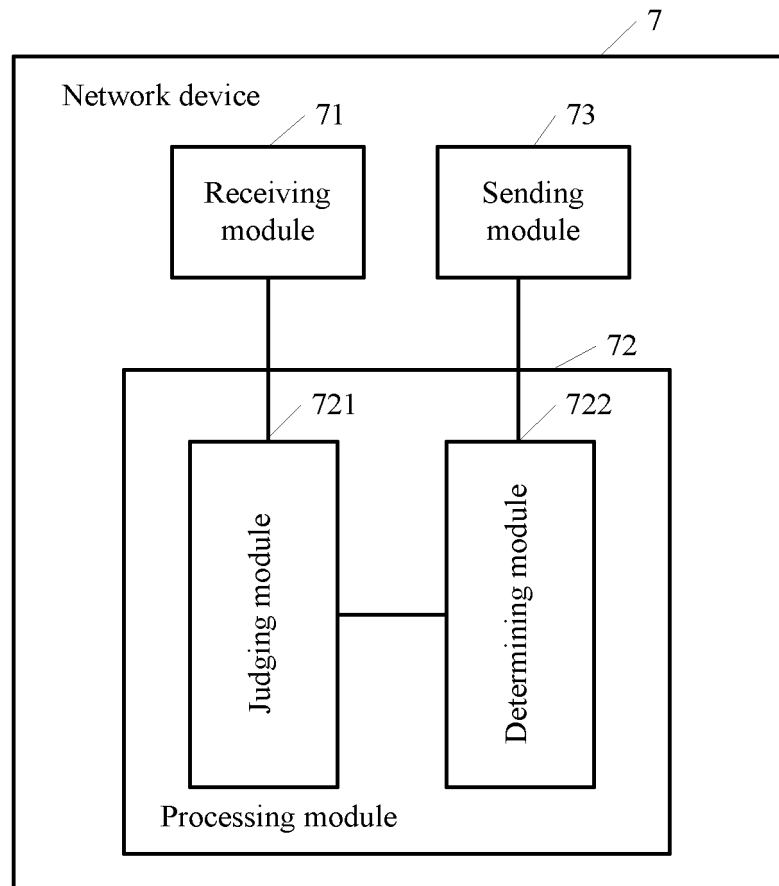 7
Network device
71
73
Receiving
module
Sending
module
72
721
722
Judging module
Determining module
Processing module